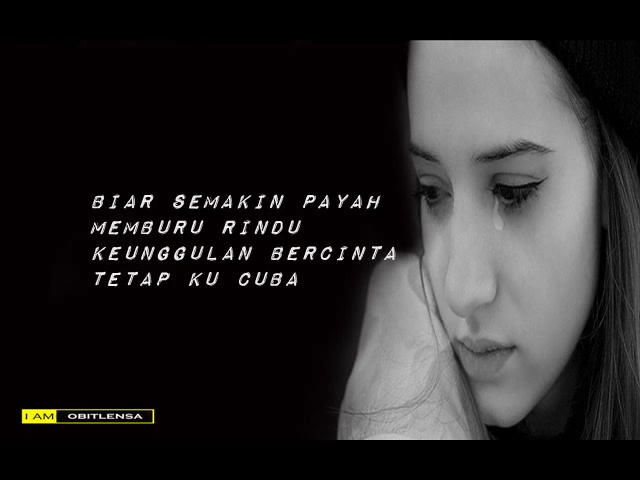 BIAR SEMAKIN PAYAH
MEMBURU RINDU
KEUNGGULAN BERCINTA
TETAP KU CUBA
I AM OBITLENSA